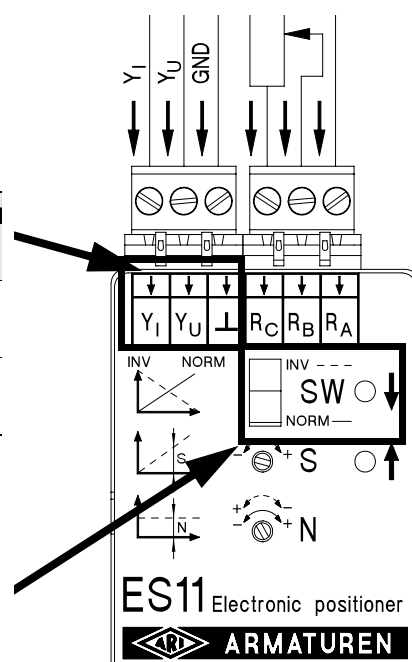 Y_I Y_U GND
Y_I Y_U ⊥ R_C R_B R_A
INV NORM
INV ----
SW
NORM —
S
- + S
N
+ +
- - N
ES11 Electronic positioner
ARI ARMATUREN